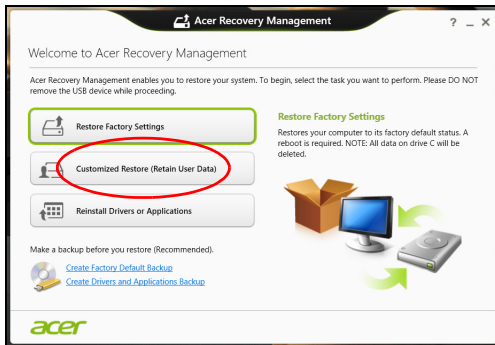 Acer Recovery Management
? _ X
Welcome to Acer Recovery Management
Acer Recovery Management enables you to restore your system. To begin, select the task you want to perform. Please DO NOT
remove the USB device while proceeding.
Restore Factory Settings
Customized Restore (Retain User Data)
Reinstall Drivers or Applications
Restore Factory Settings
Restores your computer to its factory default status. A
reboot is required. NOTE: All data on drive C will be
deleted.
Make a backup before you restore (Recommended).
Create Factory Default Backup
Create Drivers and Applications Backup
acer